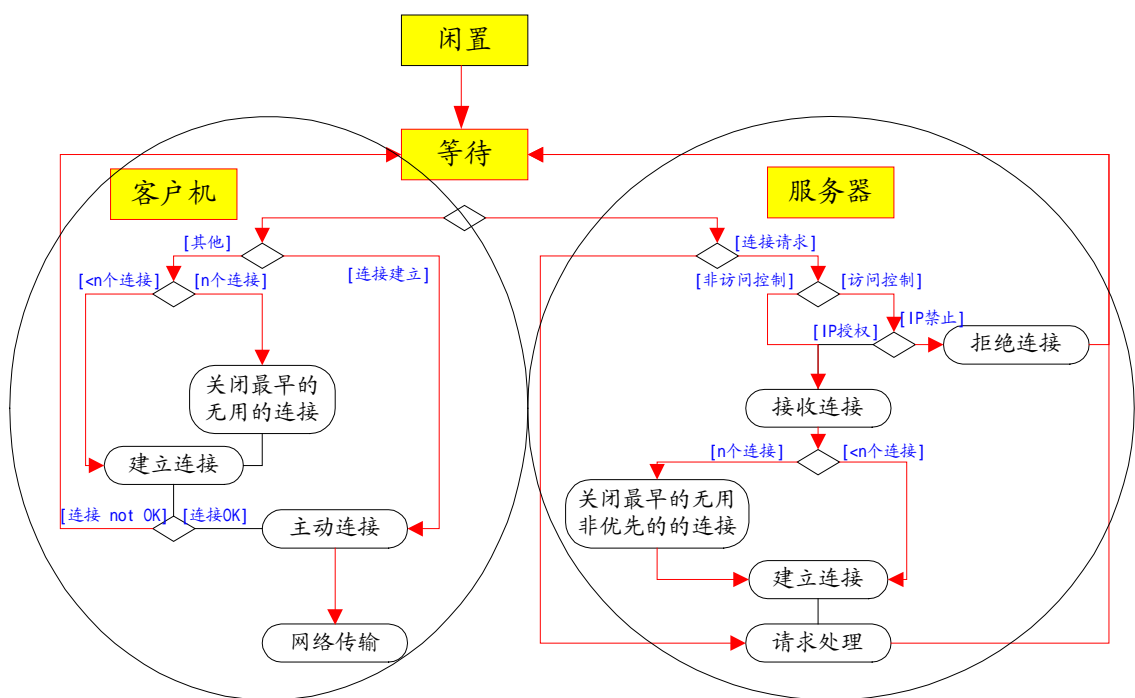 闲置
等待
客户机
服务器
[其他]
[连接请求]
[连接建立]
[<n个连接]
[n个连接]
[非访问控制]
[访问控制]
[IP授权]
[IP禁止]
拒绝连接
关闭最早的
无用的连接
接收连接
建立连接
[n个连接]
[<n个连接]
[连接 not OK]
[连接OK]
主动连接
关闭最早的无用
非优先的的连接
建立连接
网络传输
请求处理